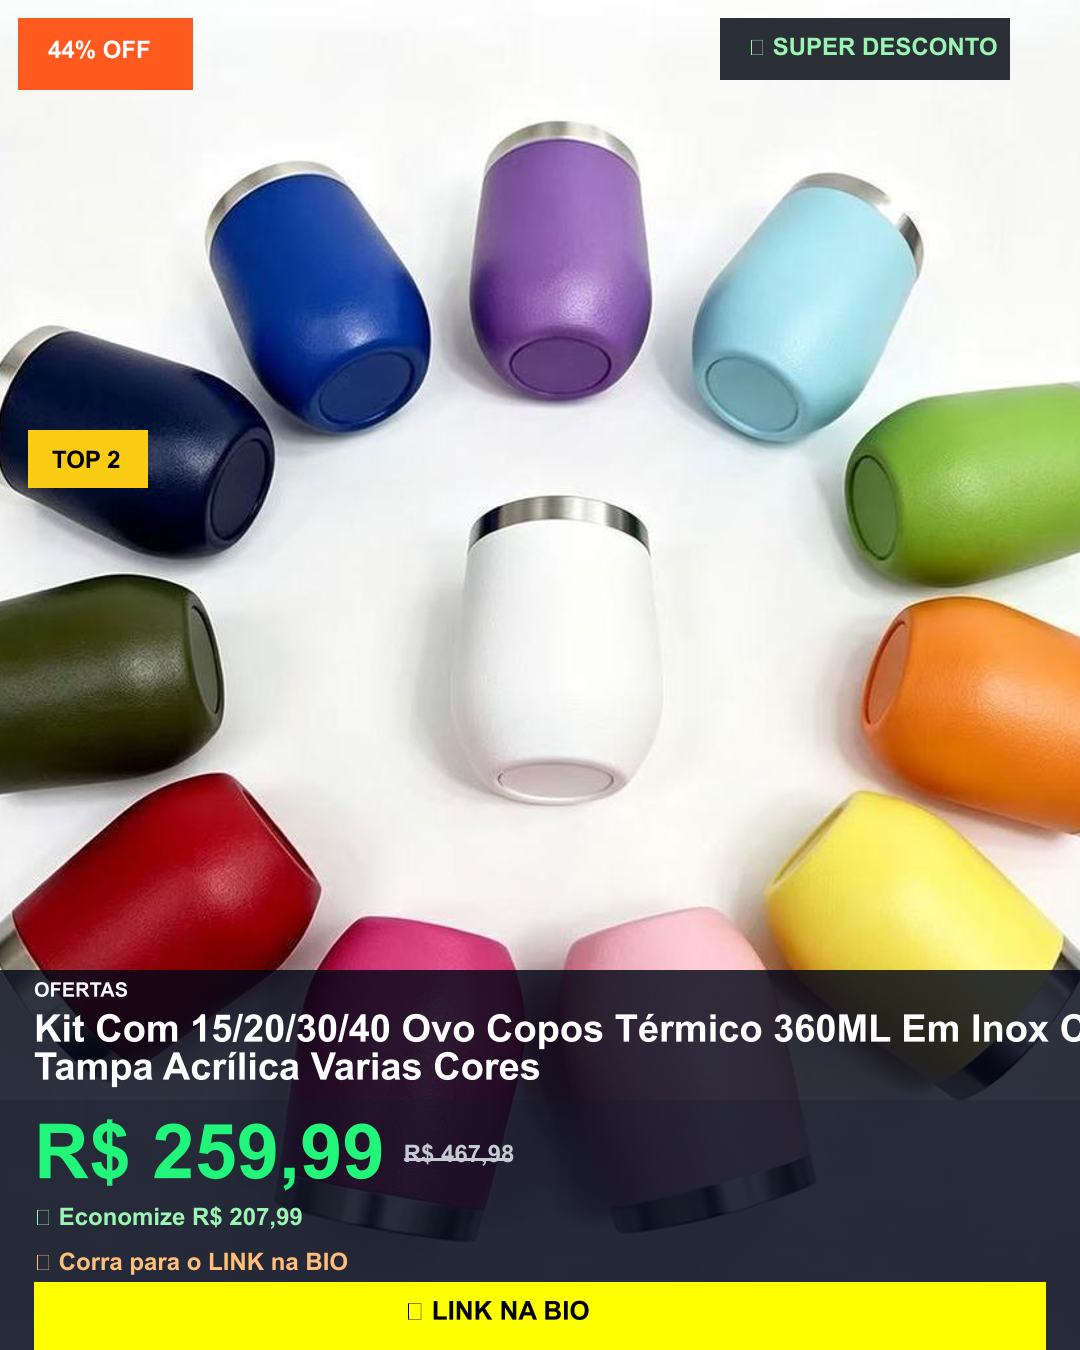 44% OFF
SUPER DESCONTO
TOP 2
OFERTAS
Kit Com 15/20/30/40 Ovo Copos Térmico 360ML Em Inox
Tampa Acrílica Varias Cores
R$ 259,99 R$ 467,98
Economize R$ 207,99
Corra para o LINK na BIO
LINK NA BIO